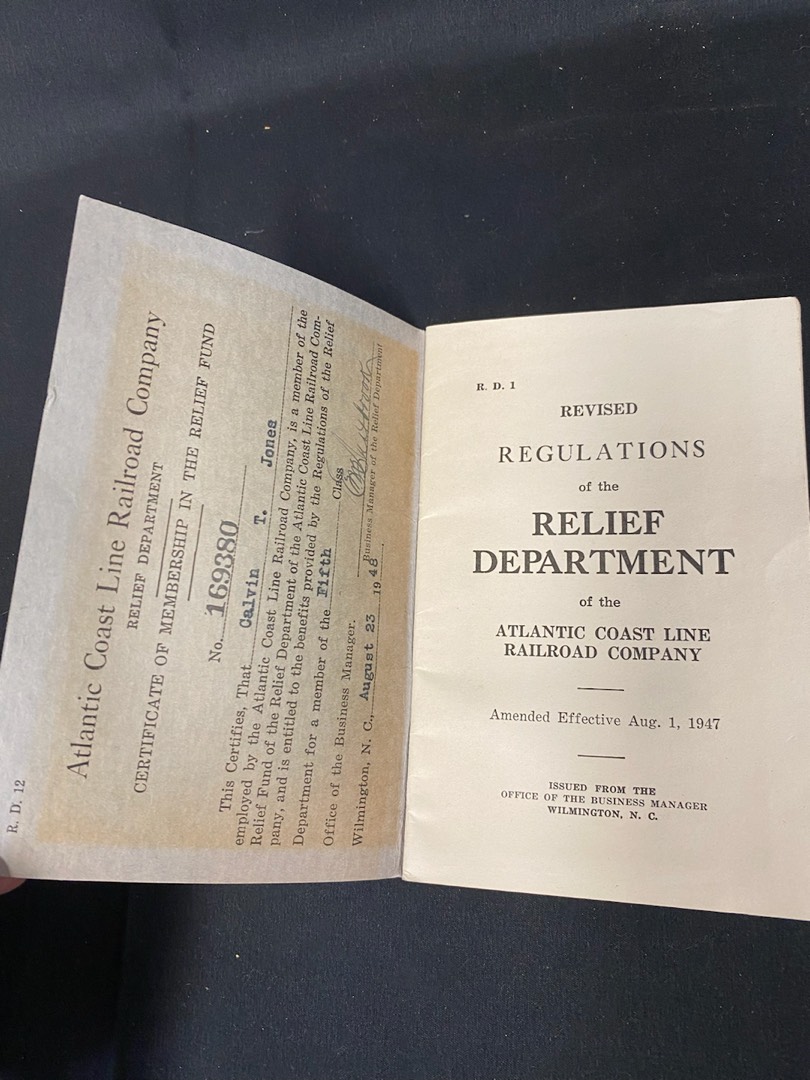 R. D. 12
Atlantic Coast Line Railroad Company
RELIEF DEPARTMENT
CERTIFICATE OF MEMBERSHIP IN THE RELIEF FUND
No. 169380
This Certifies, That Calvin T. Jones
employed by the Atlantic Coast Line Railroad Company, is a member of the
Relief Fund of the Relief Department of the Atlantic Coast Line Railroad Com-
pany, and is entitled to the benefits provided by the Regulations of the Relief
Department for a member of the Fifth Class
Office of the Business Manager.
Business Manager of the Relief Department
Wilmington, N. C., August 23 1948.
R. D. 1
REVISED
REGULATIONS
of the
RELIEF
DEPARTMENT
of the
ATLANTIC COAST LINE
RAILROAD COMPANY
Amended Effective Aug. 1, 1947
ISSUED FROM THE
OFFICE OF THE BUSINESS MANAGER
WILMINGTON, N. C.